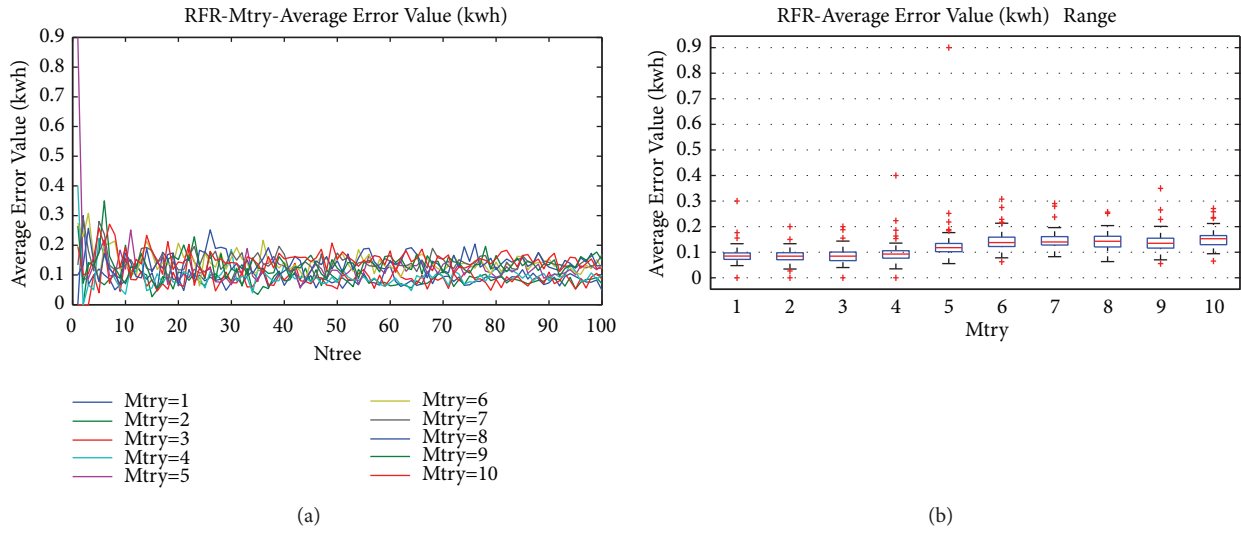 RFR-Mtry-Average Error Value (kwh)
Average Error Value (kwh)
0.9
0.8
0.7
0.6
0.5
0.4
0.3
0.2
0.1
0
0 10 20 30 40 50 60 70 80 90 100
Ntree
Mtry=1
Mtry=2
Mtry=3
Mtry=4
Mtry=5
Mtry=6
Mtry=7
Mtry=8
Mtry=9
Mtry=10
(a)
RFR-Average Error Value (kwh) Range
Average Error Value (kwh)
0.9
0.8
0.7
0.6
0.5
0.4
0.3
0.2
0.1
0
1 2 3 4 5 6 7 8 9 10
Mtry
(b)